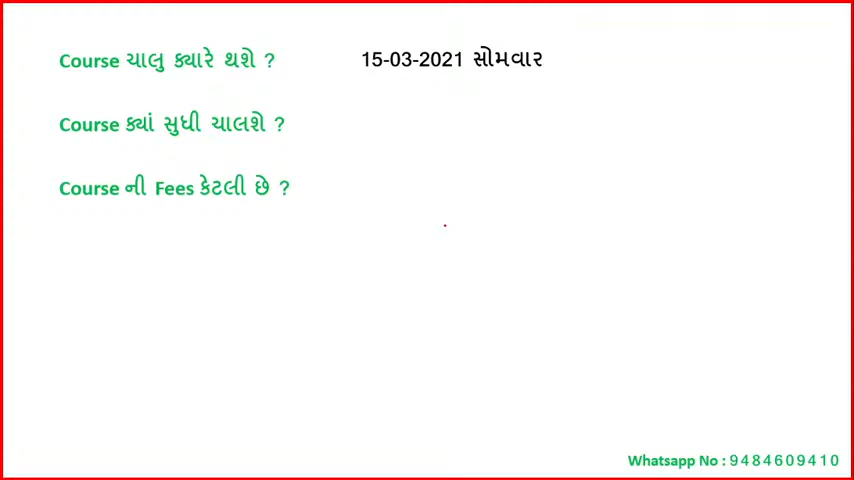 Course ચાલુ ક્યારે થશે ? 15-03-2021 સોમવાર
Course ક્યાં સુધી ચાલશે ?
Course ની Fees કેટલી છે ?
Whatsapp No : 9484609410